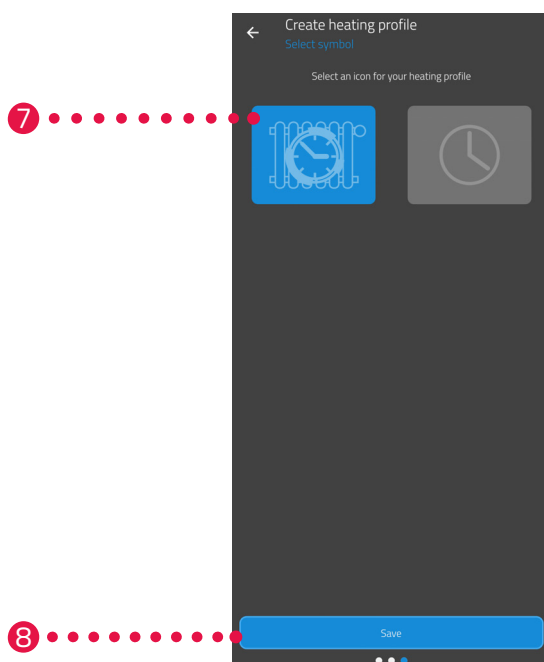 Create heating profile
Select symbol
Select an icon for your heating profile
7
8
Save